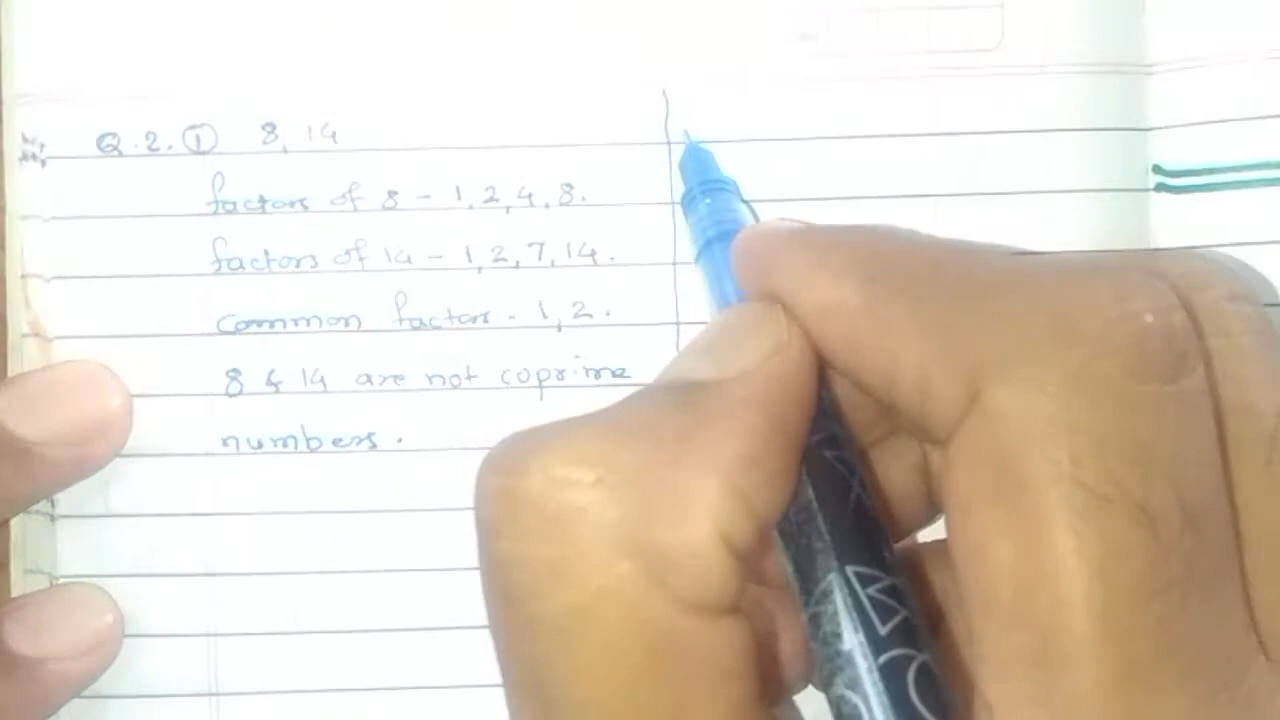 Q.2. ① 8, 14
factors of 8 - 1, 2, 4, 8.
factors of 14 - 1, 2, 7, 14.
Common factors - 1, 2.
8 & 14 are not coprime
numbers.